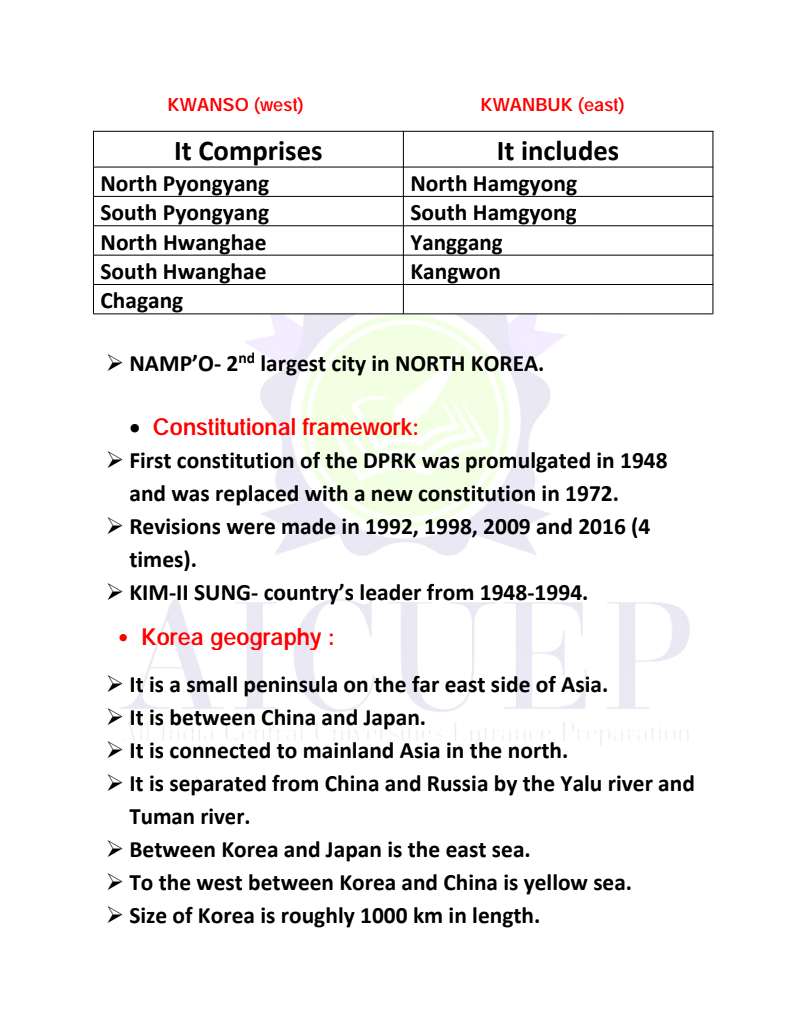 KWANSO (west) KWANBUK (east)
It Comprises It includes
North Pyongyang North Hamgyong
South Pyongyang South Hamgyong
North Hwanghae Yanggang
South Hwanghae Kangwon
Chagang
➢ NAMP’O- 2nd largest city in NORTH KOREA.
• Constitutional framework:
➢ First constitution of the DPRK was promulgated in 1948
and was replaced with a new constitution in 1972.
➢ Revisions were made in 1992, 1998, 2009 and 2016 (4
times).
➢ KIM-II SUNG- country’s leader from 1948-1994.
AICUEP
• Korea geography :
➢ It is a small peninsula on the far east side of Asia.
➢ It is between China and Japan.
All India Central Universities Entrance Preparation
➢ It is connected to mainland Asia in the north.
➢ It is separated from China and Russia by the Yalu river and
Tuman river.
➢ Between Korea and Japan is the east sea.
➢ To the west between Korea and China is yellow sea.
➢ Size of Korea is roughly 1000 km in length.